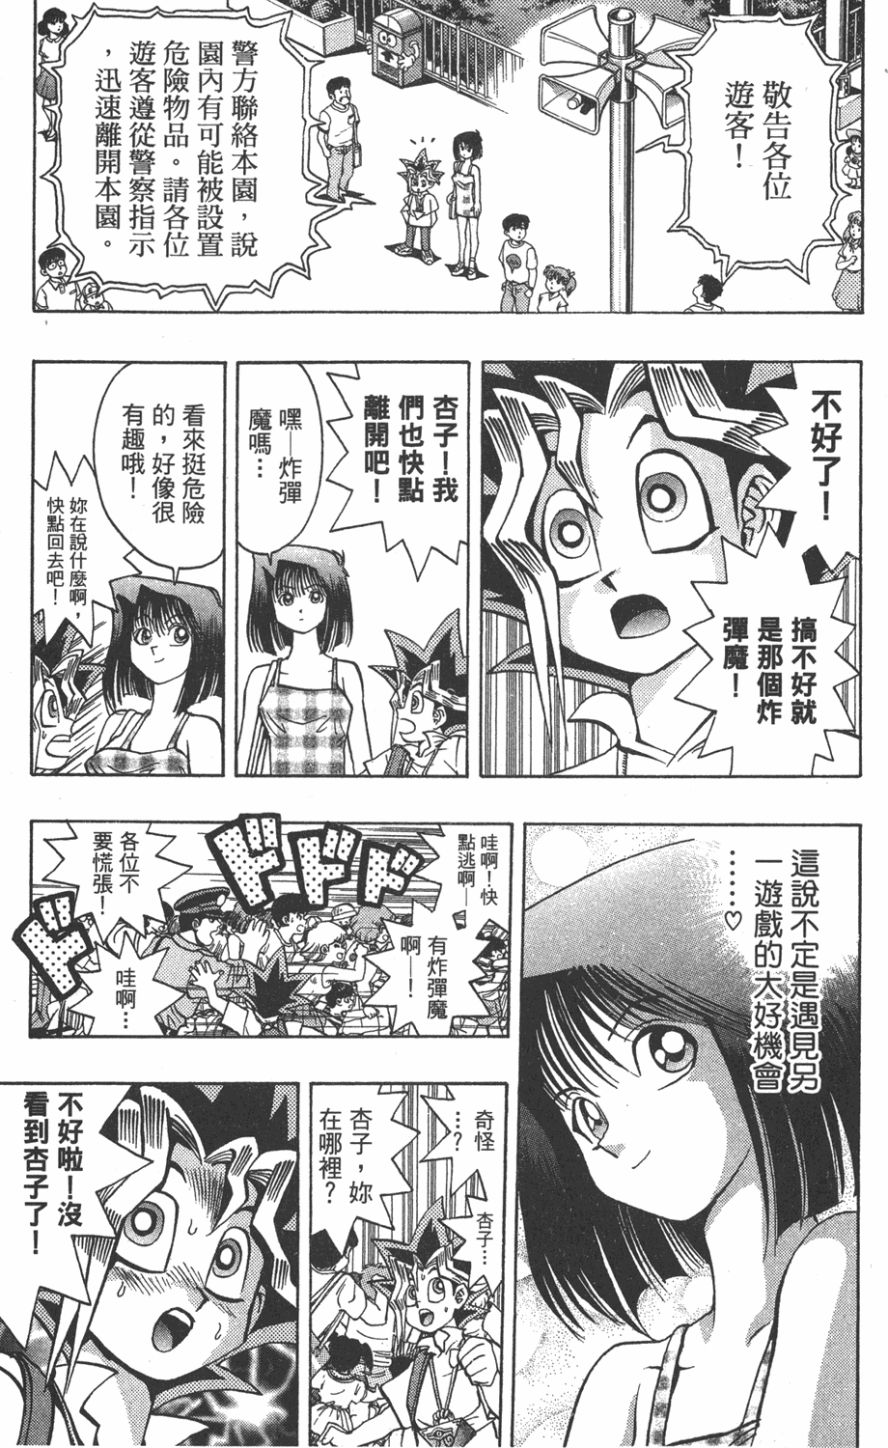 敬告各位
遊客！
警方聯絡本園，說
園內有可能被設置
危險物品。請各位
遊客遵從警察指示
，迅速離開本園。
不好了！
搞不好就
是那個炸
彈魔！
杏子！我
們也快點
離開吧！
嘿—炸彈
魔嗎…
看來挺危險
的，好像很
有趣哦！
妳在說什麼啊，
快點回去吧！
這說不定是遇見另
一遊戲的大好機會
……♡
哇啊！快
點逃啊—
有炸彈魔
啊—！
ドドド
各位不
要慌張！
哇啊…
ド
奇怪
…？
杏子…
杏子，妳
在哪裡？
不好啦！沒
看到杏子了！